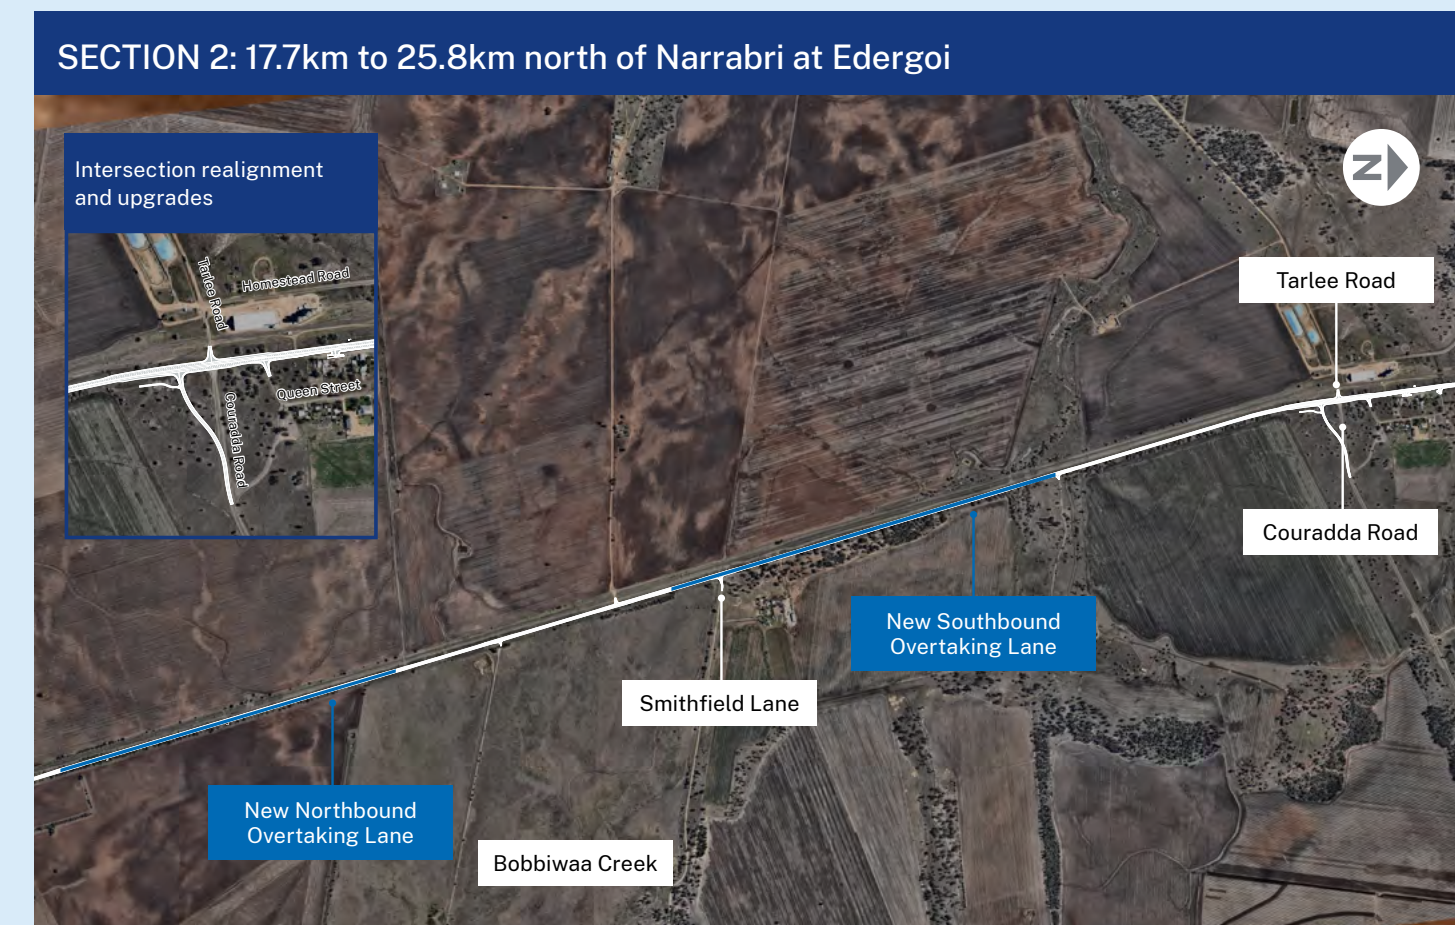 SECTION 2: 17.7km to 25.8km north of Narrabri at Edergoi
Intersection realignment
and upgrades
Tarlee Road
Homestead Road
Queen Street
Couradda Road
N
Tarlee Road
Couradda Road
New Southbound
Overtaking Lane
Smithfield Lane
New Northbound
Overtaking Lane
Bobbiwaa Creek